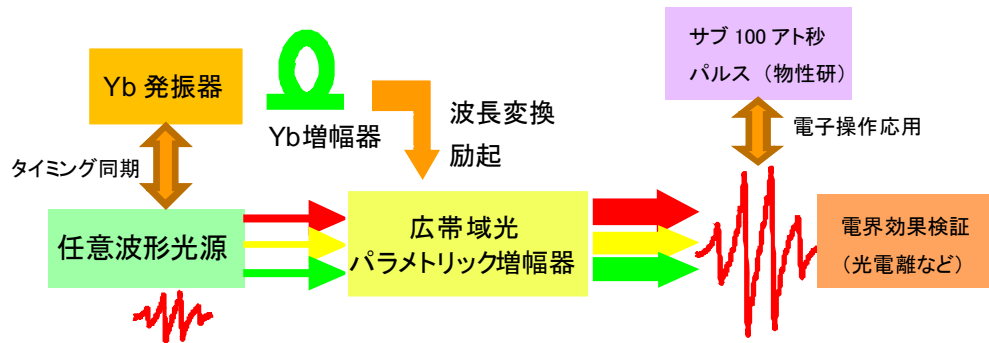 Yb 発振器
タイミング同期
任意波形光源
Yb増幅器
波長変換
励起
広帯域光
パラメトリック増幅器
サブ 100 アト秒
パルス（物性研）
電子操作応用
電界効果検証
（光電離など）